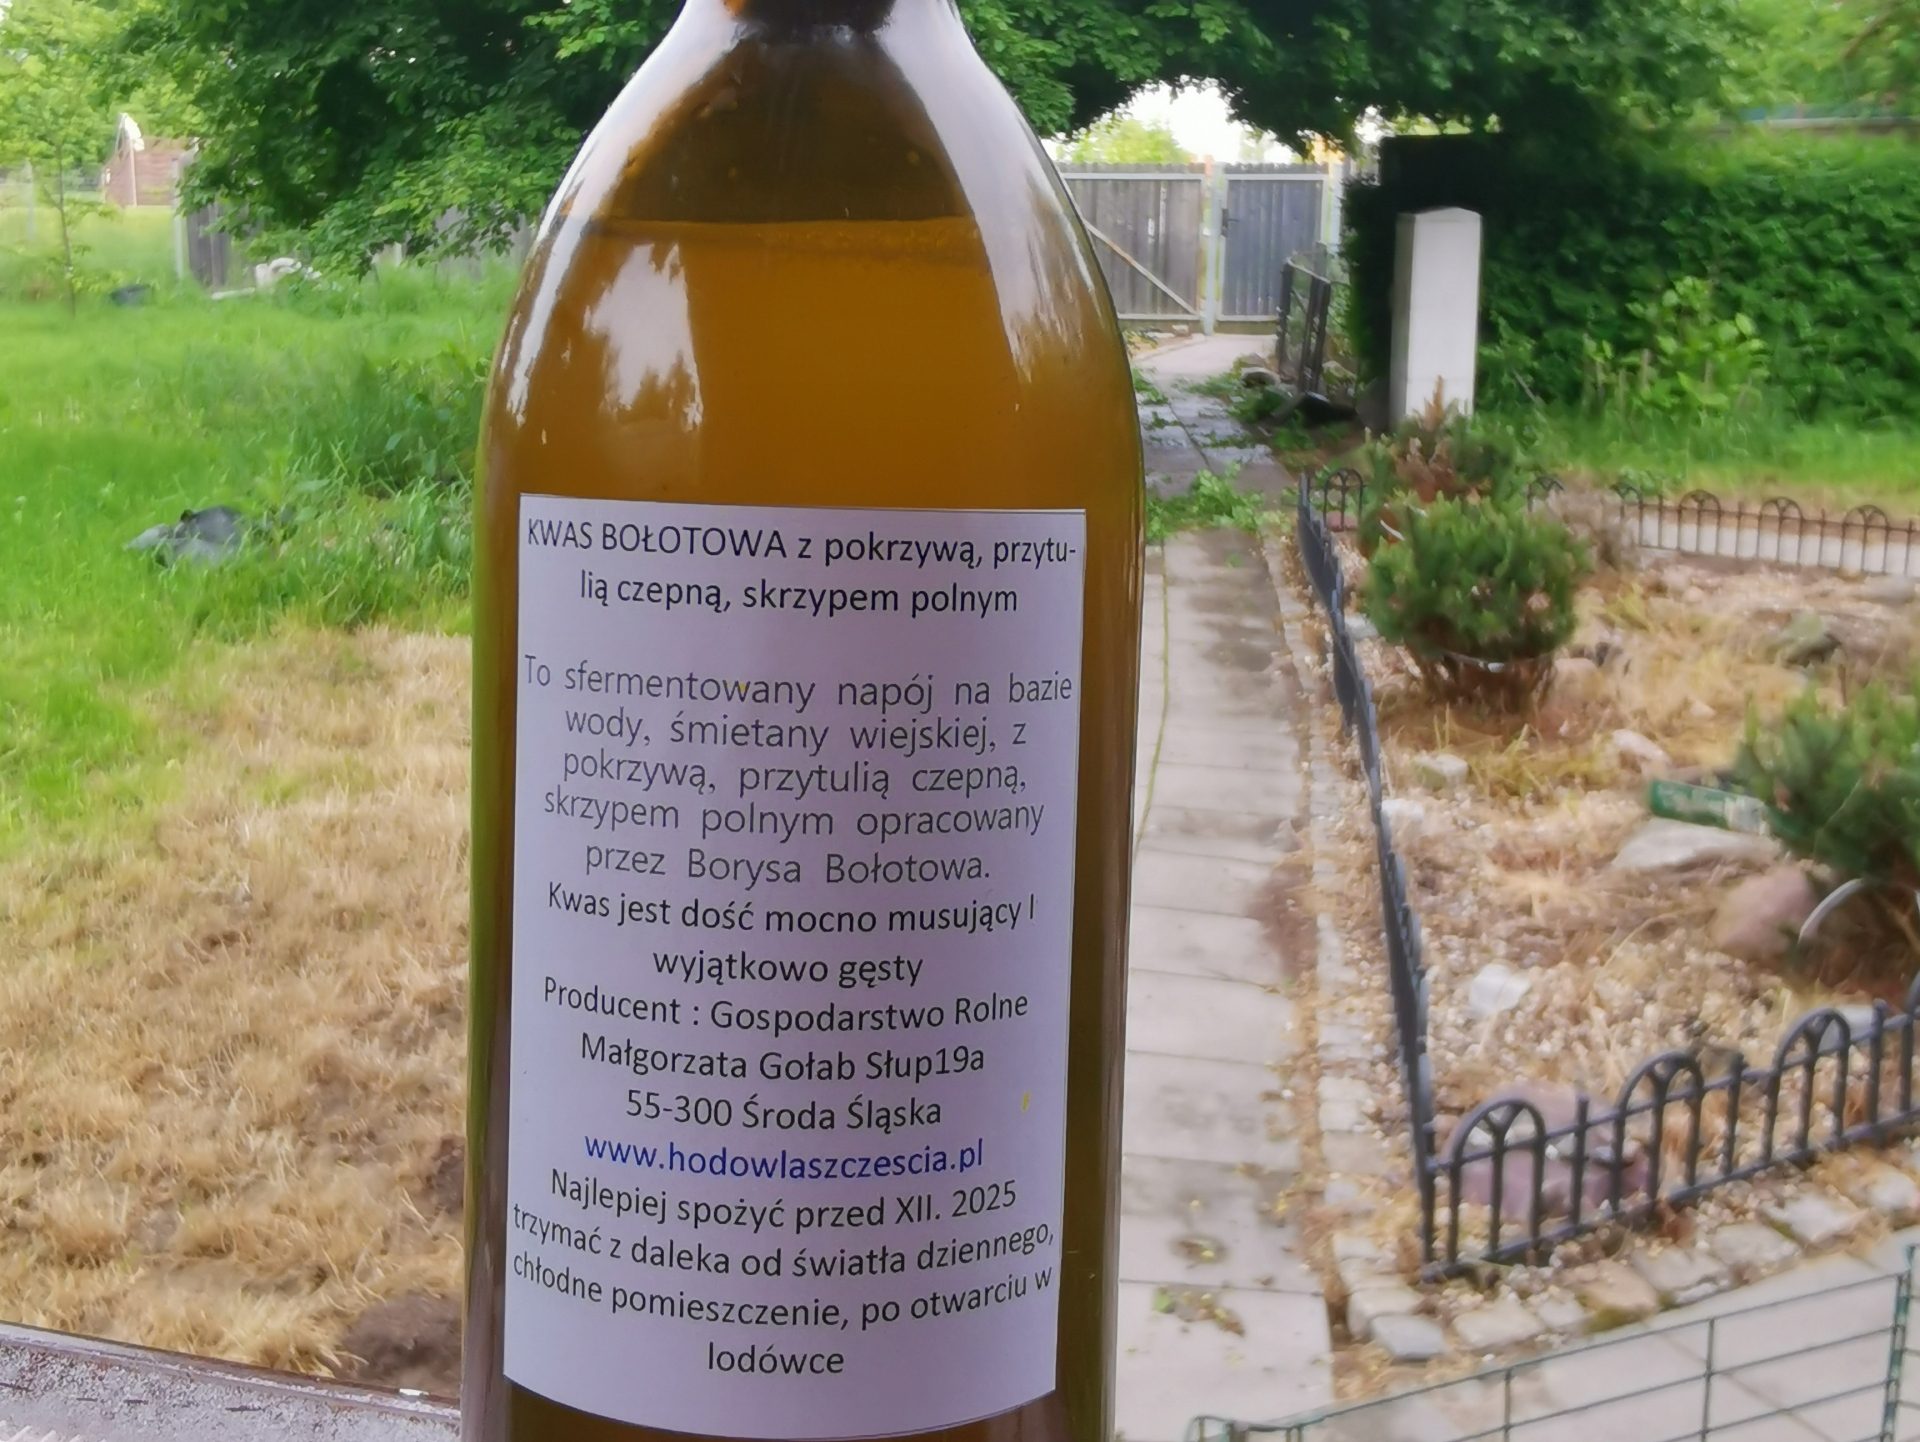 KWAS BOŁOTOWA z pokrzywą, przytu-
lią czepną, skrzypem polnym
To sfermentowany napój na bazie
wody, śmietany wiejskiej, z
pokrzywą, przytulią czepną,
skrzypem polnym opracowany
przez Borysa Bołotowa.
Kwas jest dość mocno musujący I
wyjątkowo gęsty
Producent : Gospodarstwo Rolne
Małgorzata Gołab Słup19a
55-300 Środa Śląska
www.hodowlaszczescia.pl
Najlepiej spożyć przed XII. 2025
trzymać z daleka od światła dziennego,
chłodne pomieszczenie, po otwarciu w
lodówce